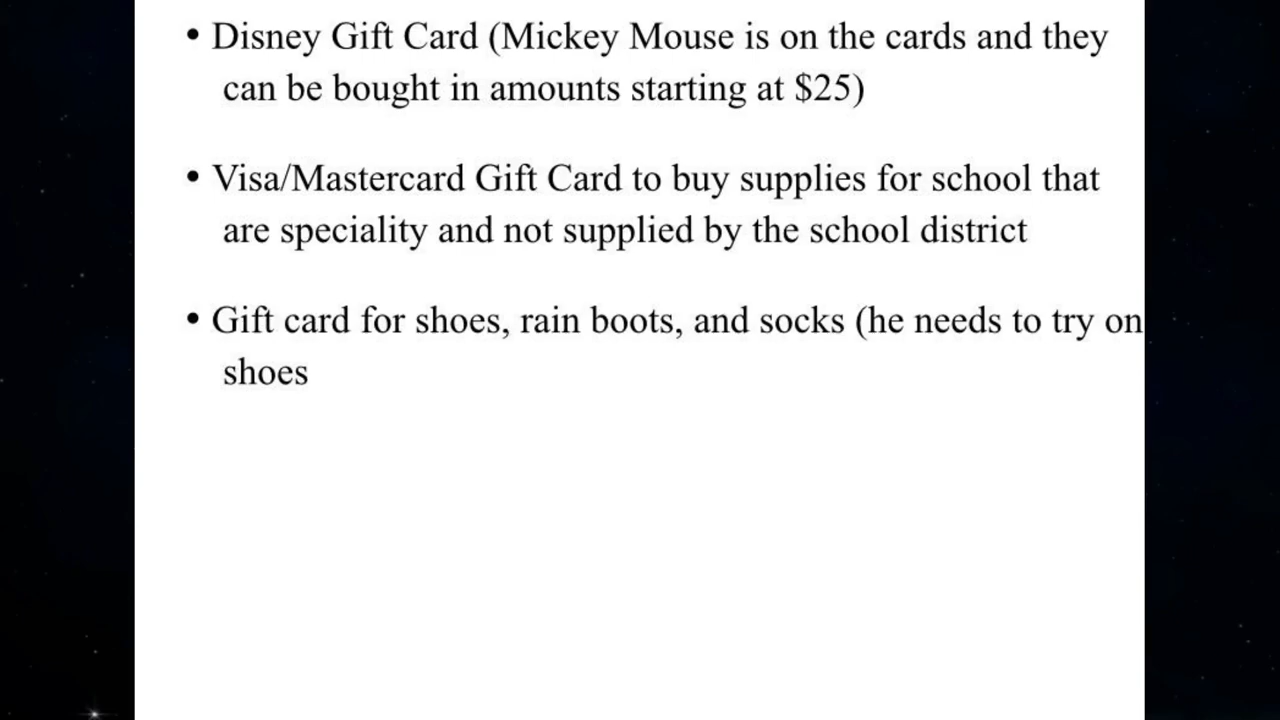 • Disney Gift Card (Mickey Mouse is on the cards and they
can be bought in amounts starting at $25)
• Visa/Mastercard Gift Card to buy supplies for school that
are speciality and not supplied by the school district
• Gift card for shoes, rain boots, and socks (he needs to try on
shoes